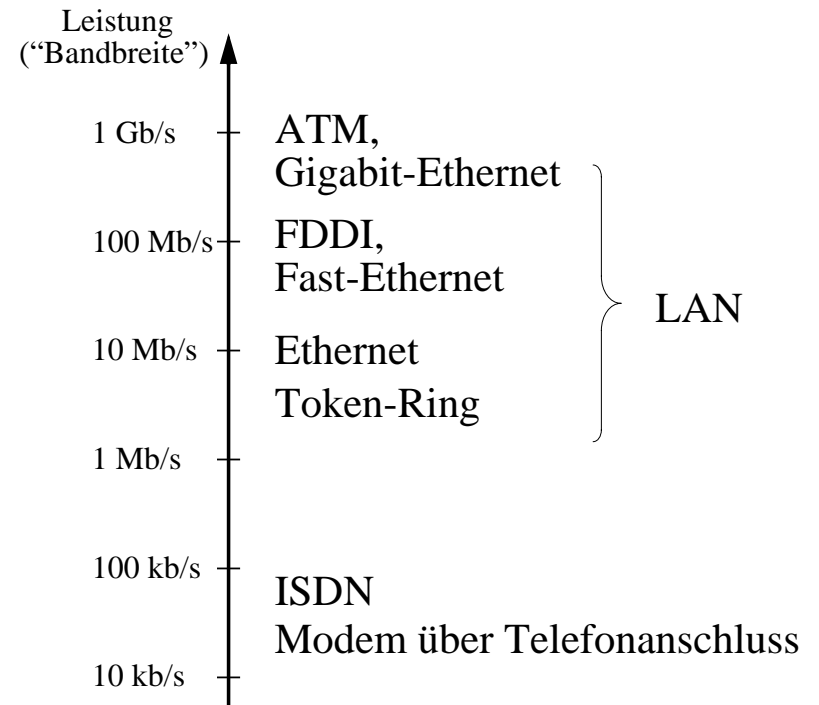 Leistung
(“Bandbreite”)
1 Gb/s
ATM,
Gigabit-Ethernet
100 Mb/s
FDDI,
Fast-Ethernet
LAN
10 Mb/s
Ethernet
Token-Ring
1 Mb/s
100 kb/s
ISDN
Modem über Telefonanschluss
10 kb/s